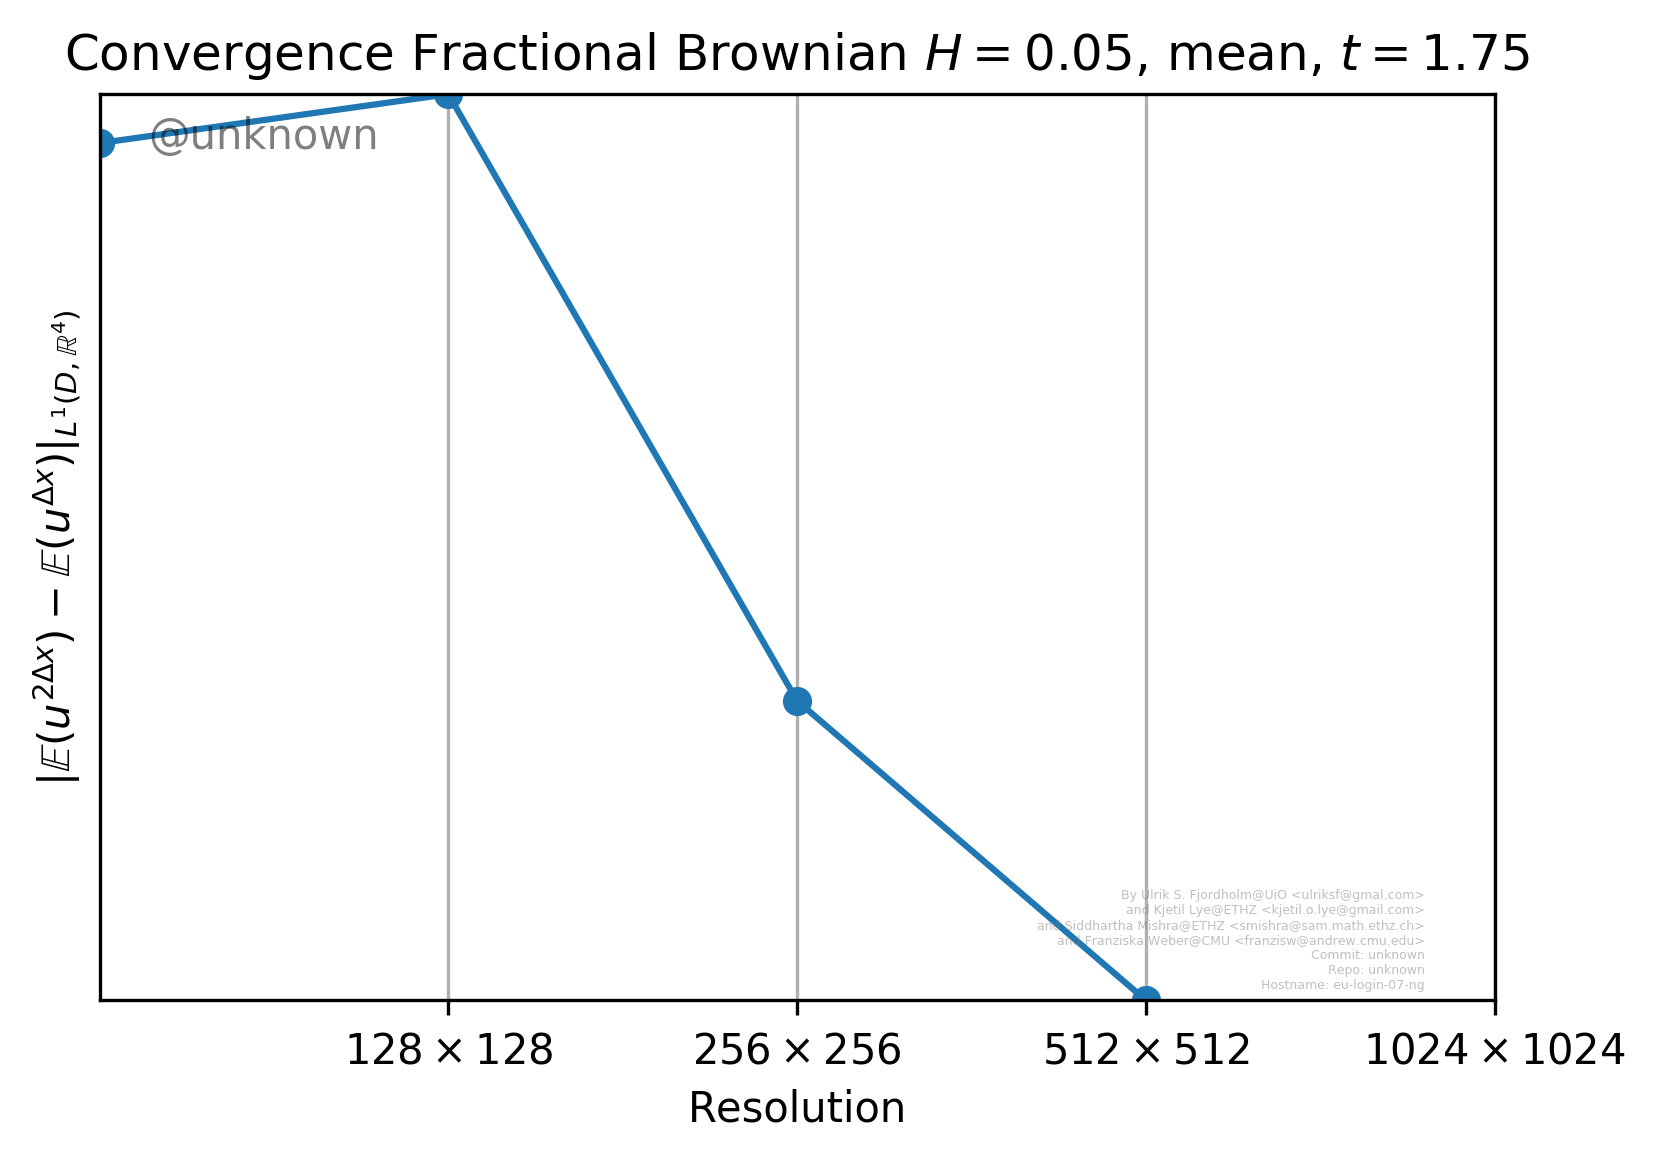 Convergence Fractional Brownian H = 0.05, mean, t = 1.75
@unknown
|𝔼(u^{2Δx}) − 𝔼(u^{Δx})|_{L^1(D, ℝ^4)}
By Ulrik S. Fjordholm@UiO <ulriksf@gmal.com>
and Kjetil Lye@ETHZ <kjetil.o.lye@gmail.com>
and Siddhartha Mishra@ETHZ <smishra@sam.math.ethz.ch>
and Franziska Weber@CMU <franzisw@andrew.cmu.edu>
Commit: unknown
Repo: unknown
Hostname: eu-login-07-ng
128 × 128 256 × 256 512 × 512 1024 × 1024
Resolution